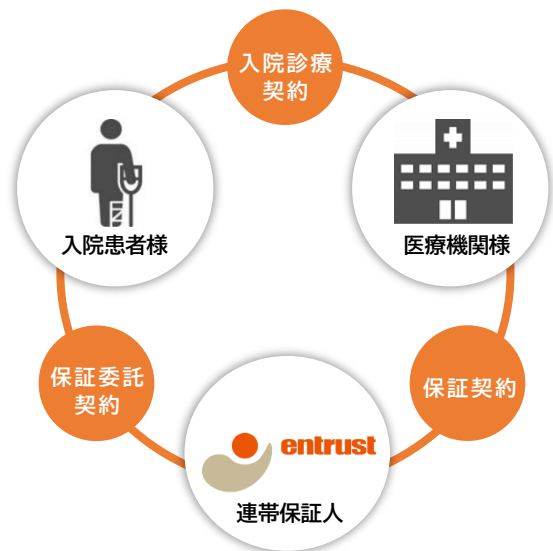 入院診療
契約
入院患者様
医療機関様
保証委託
契約
保証契約
entrust
連帯保証人